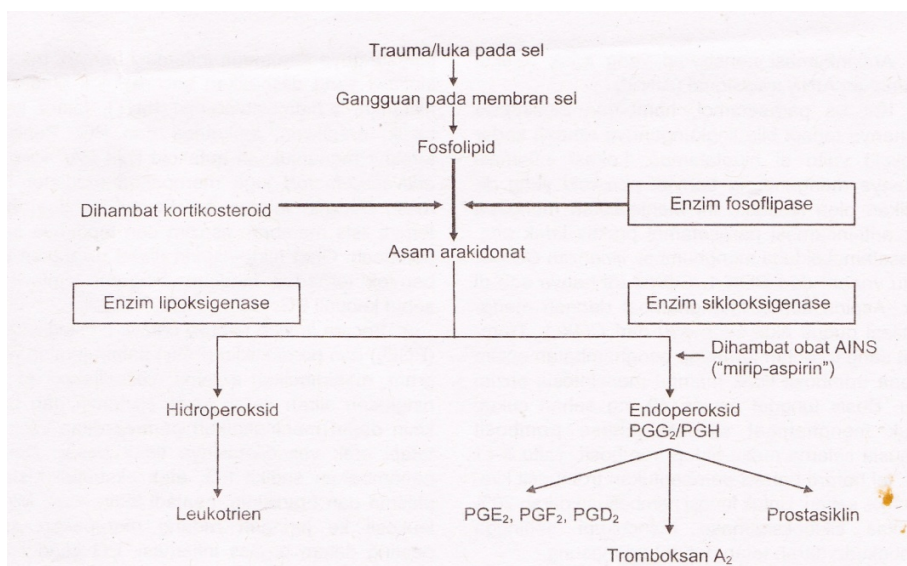 Trauma/luka pada sel
Gangguan pada membran sel
Fosfolipid
Dihambat kortikosteroid
Enzim fosoflipase
Asam arakidonat
Enzim lipoksigenase
Enzim siklooksigenase
Dihambat obat AINS
(“mirip-aspirin”)
Hidroperoksid
Endoperoksid
PGG₂/PGH
Leukotrien
PGE₂, PGF₂, PGD₂
Prostasiklin
Tromboksan A₂